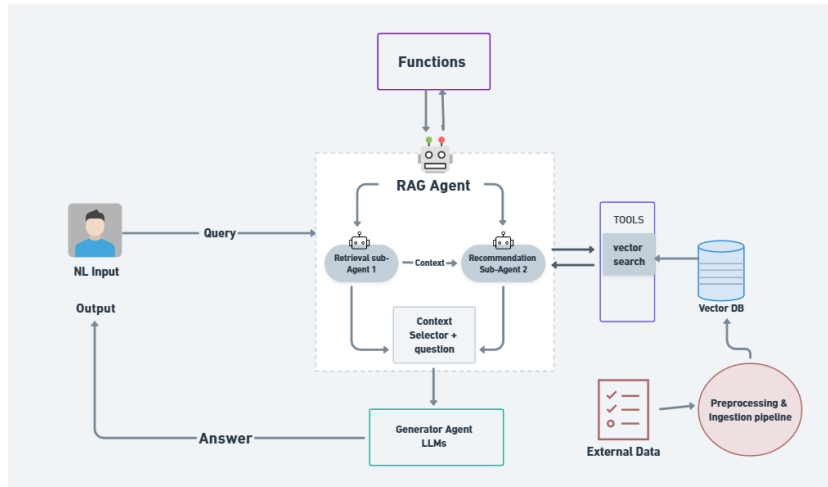 Functions
RAG Agent
NL Input
Query
Retrieval sub-
Agent 1
Context
Recommendation
Sub-Agent 2
TOOLS
vector
search
Vector DB
Output
Context
Selector +
question
Preprocessing &
Ingestion pipeline
External Data
Answer
Generator Agent
LLMs